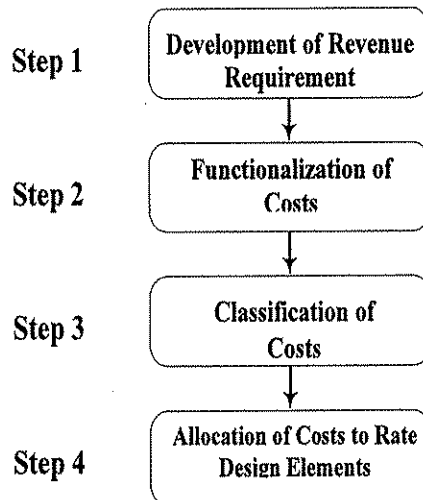 Step 1
Development of Revenue
Requirement
Step 2
Functionalization of
Costs
Step 3
Classification of
Costs
Step 4
Allocation of Costs to Rate
Design Elements